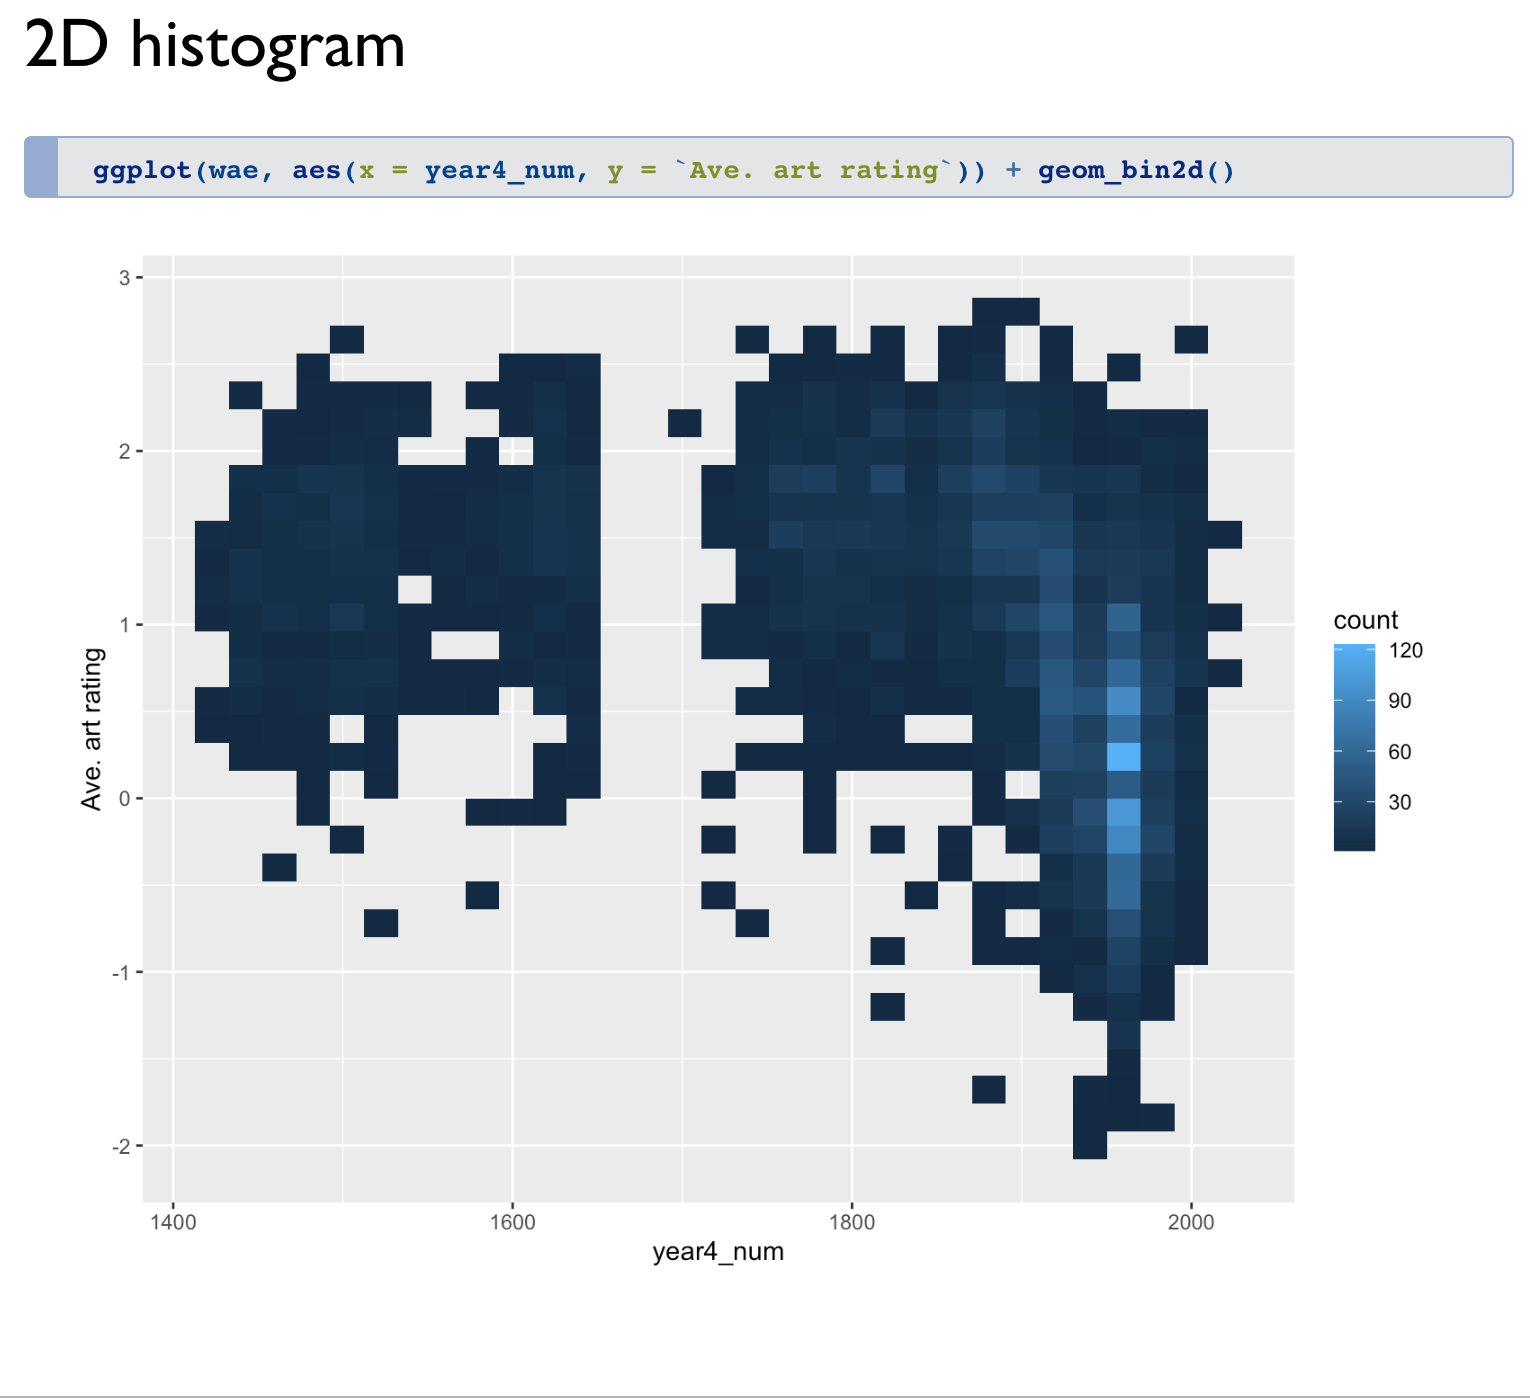 2D histogram
ggplot(wae, aes(x = year4_num, y = `Ave. art rating`)) + geom_bin2d()
3
2
1
0
-1
-2
Ave. art rating
1400 1600 1800 2000
year4_num
count
120
90
60
30